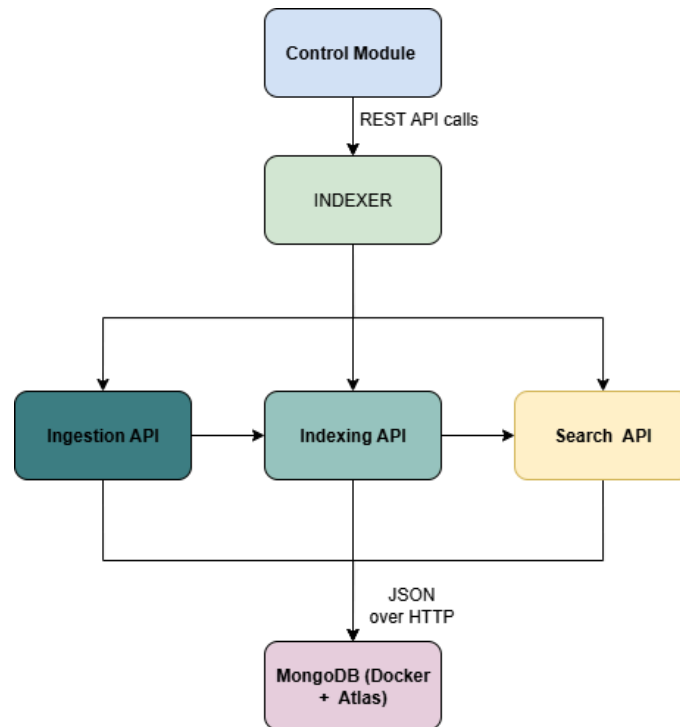 Control Module
REST API calls
INDEXER
Ingestion API
Indexing API
Search API
JSON
over HTTP
MongoDB (Docker
+ Atlas)